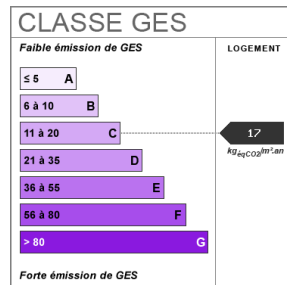 CLASSE GES
Faible émission de GES
LOGEMENT
≤ 5 A
6 à 10 B
11 à 20 C
17
kgéqCO2/m².an
21 à 35 D
36 à 55 E
56 à 80 F
> 80 G
Forte émission de GES